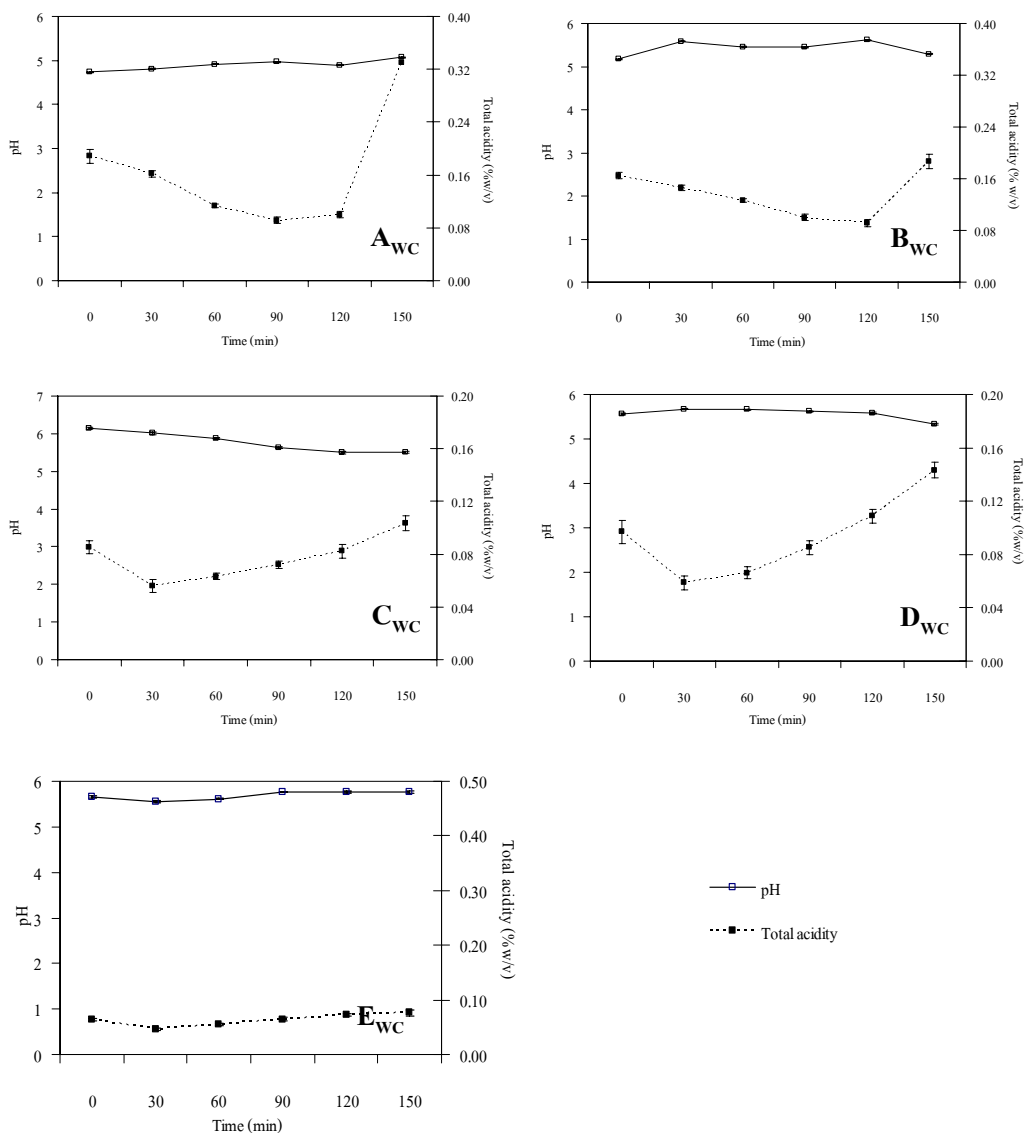 6
5
4
3
2
1
0
pH
0.40
0.32
0.24
0.16
0.08
0.00
Total acidity (%w/v)
A WC
0 30 60 90 120 150
Time (min)
6
5
4
3
2
1
0
pH
0.40
0.32
0.24
0.16
0.08
0.00
Total acidity (% w/v)
B WC
0 30 60 90 120 150
Time (min)
7
6
5
4
3
2
1
0
pH
0.20
0.16
0.12
0.08
0.04
0.00
Total acidity (%w/v)
C WC
0 30 60 90 120 150
Time (min)
6
5
4
3
2
1
0
pH
0.20
0.16
0.12
0.08
0.04
0.00
Total acidity (%w/v)
D WC
0 30 60 90 120 150
Time (min)
6
5
4
3
2
1
0
pH
0.50
0.40
0.30
0.20
0.10
0.00
Total acidity (%w/v)
E WC
0 30 60 90 120 150
Time (min)
pH
Total acidity